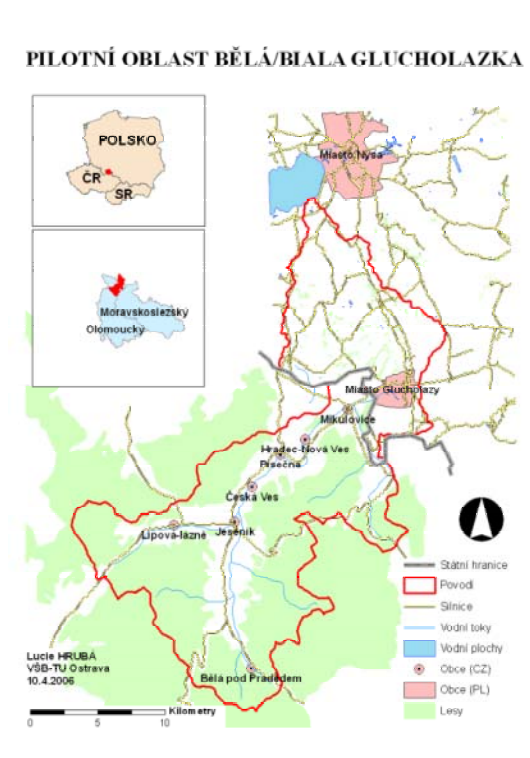 PILOTNÍ OBLAST BĚLÁ/BIALA GLUCHOLAZKA
POLSKO
ČR
SR
Moravskoslezský
Olomoucký
Miasto Nysa
Miasto Glucholazy
Mikulovice
Hradec-Nová Ves
Písečná
Česká Ves
Lipová-lázně
Jeseník
Bělá pod Pradědem
Státní hranice
Povodí
Silnice
Vodní toky
Vodní plochy
Obce (CZ)
Obce (PL)
Lesy
Lucie HRUBÁ
VŠB-TU Ostrava
10.4.2006
Kilometry
0 5 10